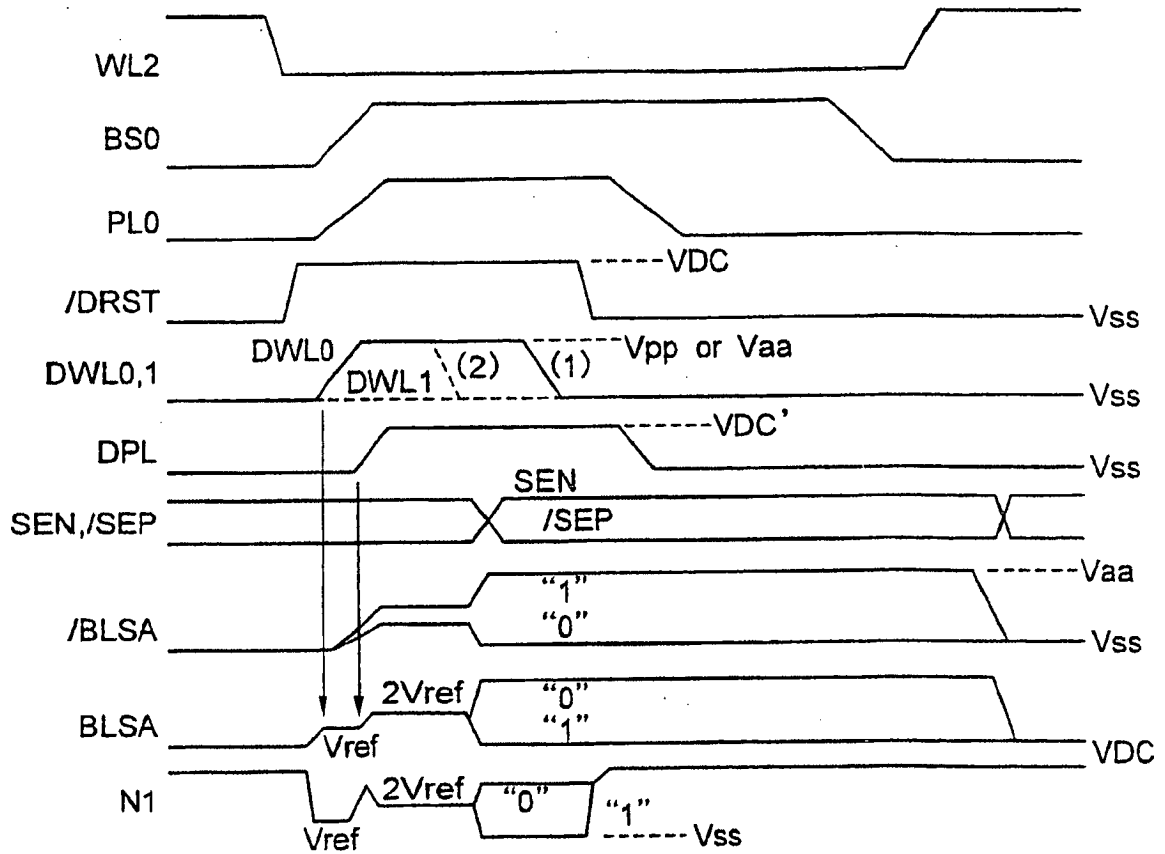 WL2
BS0
PL0
VDC
/DRST
Vss
DWL0
Vpp or Vaa
DWL0,1
DWL1
(2)
(1)
Vss
VDC'
DPL
Vss
SEN
SEN,/SEP
/SEP
Vaa
"1"
/BLSA
"0"
Vss
2Vref
"0"
BLSA
"1"
Vref
VDC
N1
2Vref
"0"
"1"
Vref
Vss